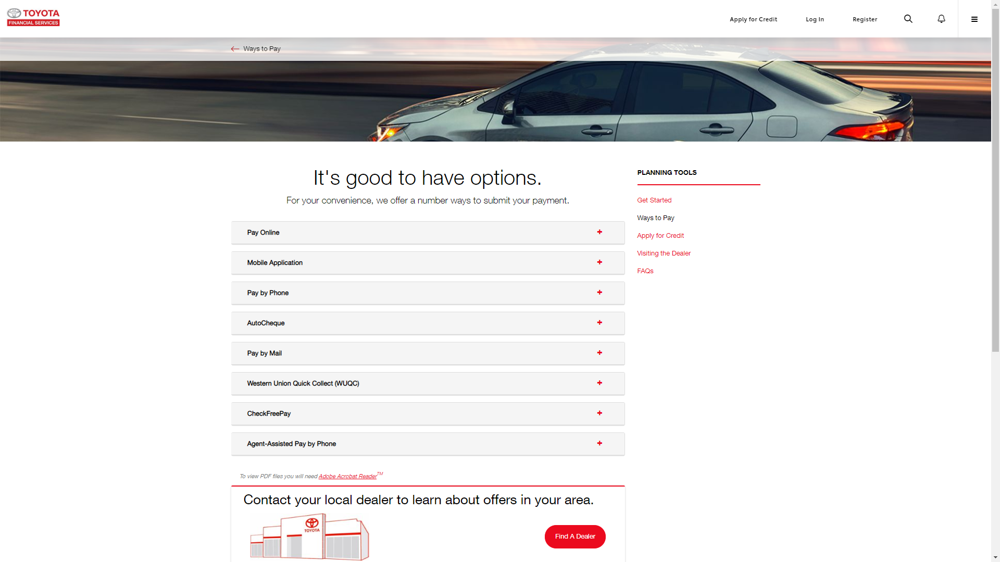 TOYOTA
FINANCIAL SERVICES
Apply for Credit
Log In
Register
Ways to Pay
It's good to have options.
For your convenience, we offer a number ways to submit your payment.
Pay Online
Mobile Application
Pay by Phone
AutoCheque
Pay by Mail
Western Union Quick Collect (WUQC)
CheckFreePay
Agent-Assisted Pay by Phone
To view PDF files you will need Adobe Acrobat Reader™
PLANNING TOOLS
Get Started
Ways to Pay
Apply for Credit
Visiting the Dealer
FAQs
Contact your local dealer to learn about offers in your area.
TOYOTA
Find A Dealer